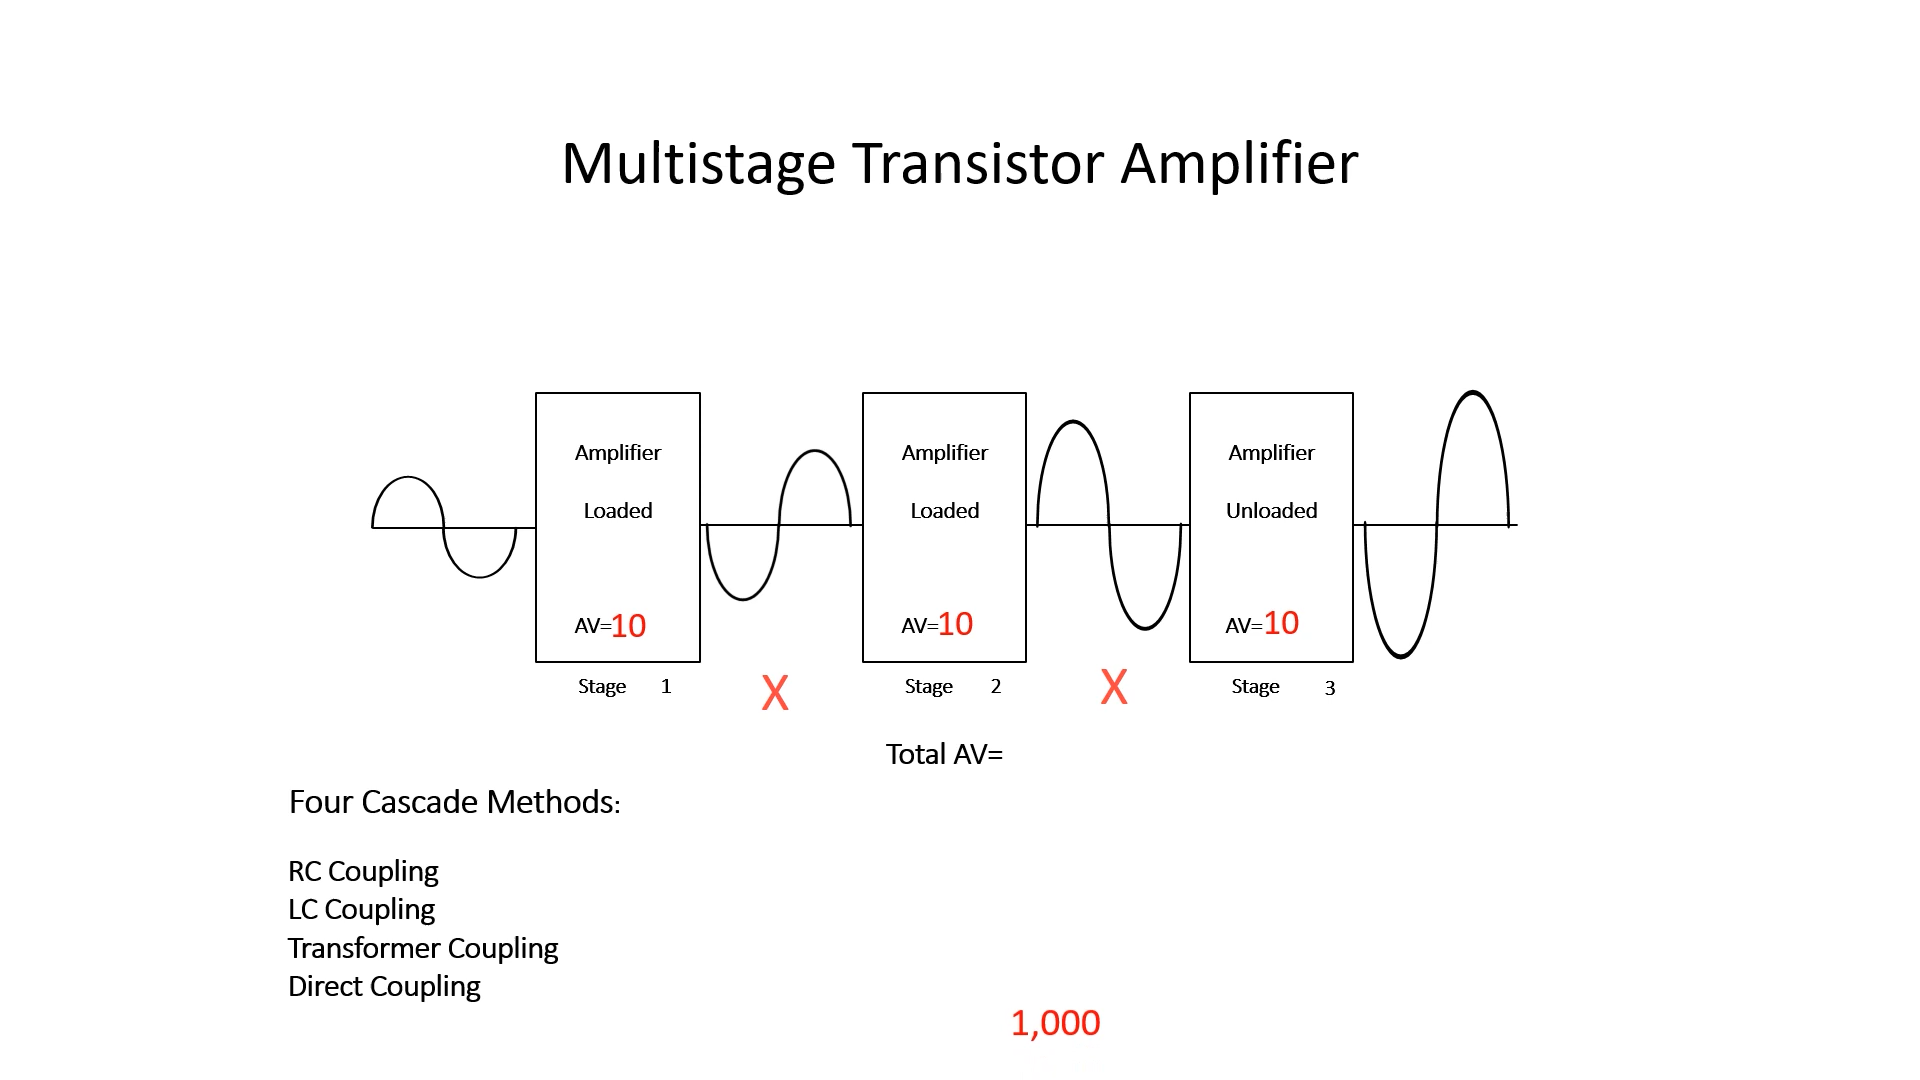 Multistage Transistor Amplifier
Amplifier Amplifier Amplifier
Loaded Loaded Unloaded
AV=10 AV=10 AV=10
Stage 1 X Stage 2 X Stage 3
Total AV=
Four Cascade Methods:
RC Coupling
LC Coupling
Transformer Coupling
Direct Coupling
1,000